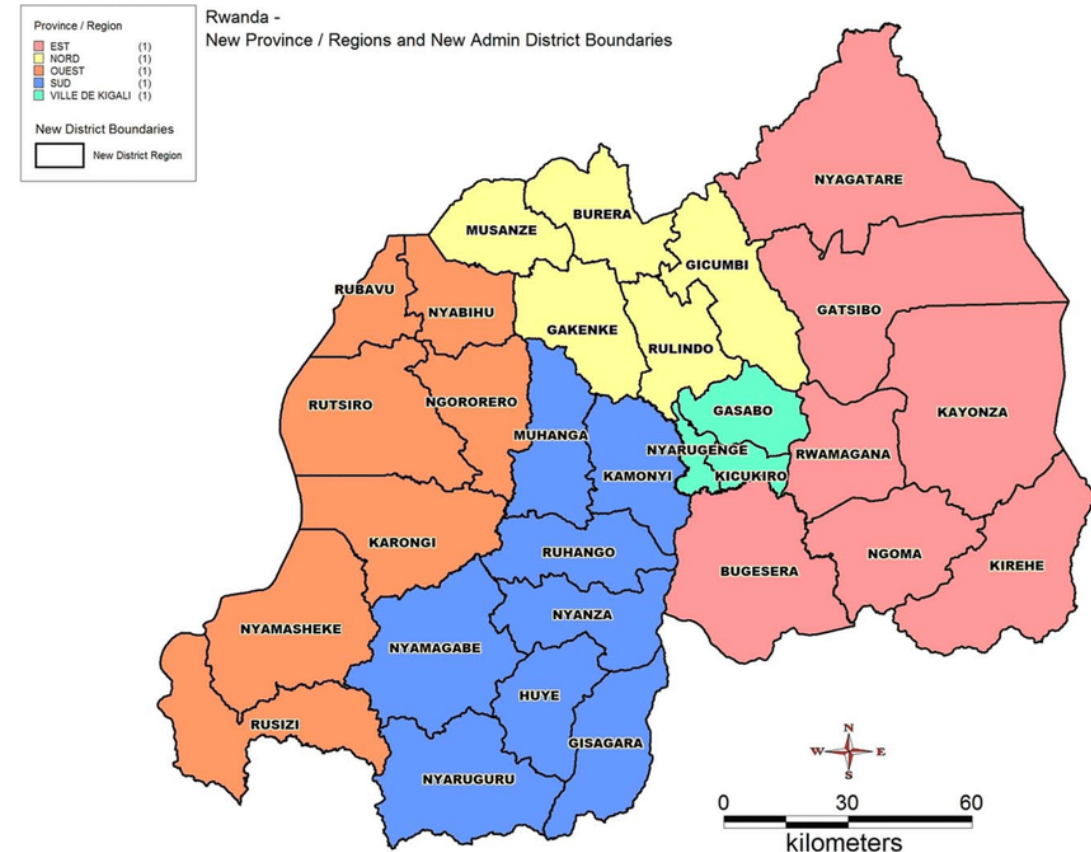 Province / Region
EST (1)
NORD (1)
OUEST (1)
SUD (1)
VILLE DE KIGALI (1)
New District Boundaries
New District Region
Rwanda -
New Province / Regions and New Admin District Boundaries
NYAGATARE
BURERA
MUSANZE
GICUMBI
RUBAVU
NYABIHU
GATSIBO
GAKENKE
RULINDO
RUTSIRO
NGORORERO
GASABO
KAYONZA
MUHANGA
NYARUGENGE
RWAMAGANA
KAMONYI
KICUKIRO
KARONGI
RUHANGO
NGOMA
BUGESERA
KIREHE
NYANZA
NYAMASHEKE
NYAMAGABE
HUYE
RUSIZI
GISAGARA
NYARUGURU
N
W E
S
0 30 60
kilometers